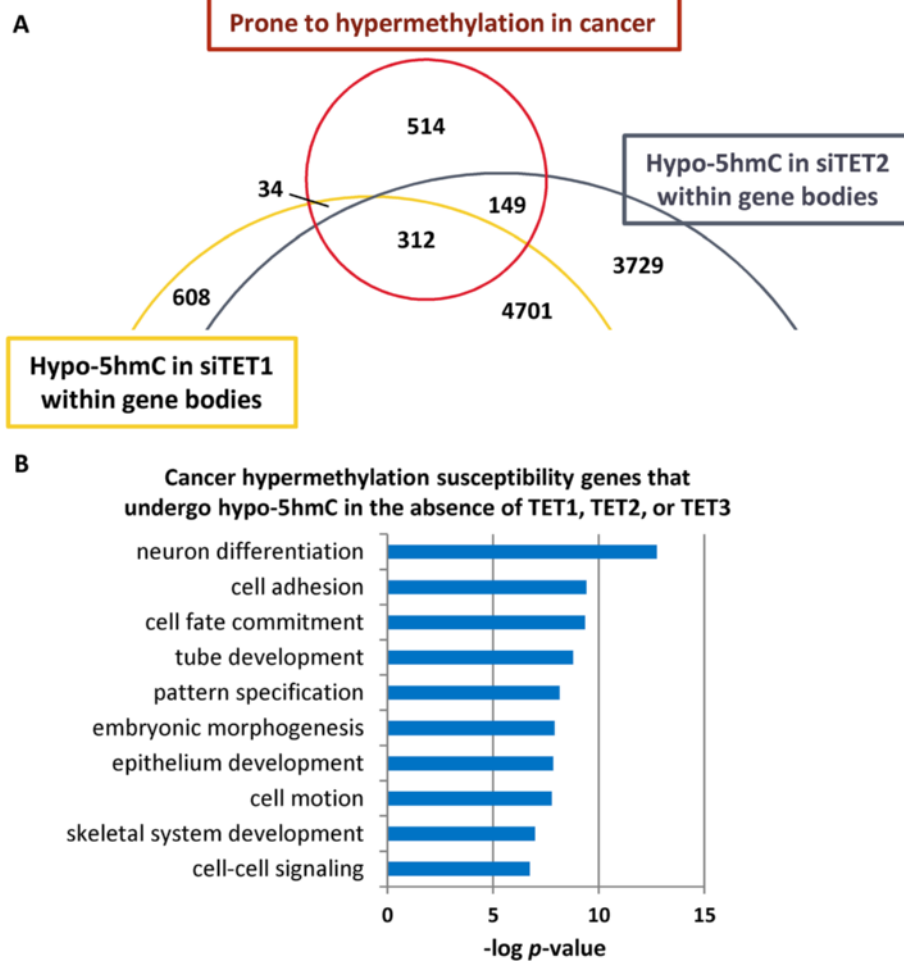 A
Prone to hypermethylation in cancer
514
Hypo-5hmC in siTET2
within gene bodies
34
149
312
3729
608
4701
Hypo-5hmC in siTET1
within gene bodies
B
Cancer hypermethylation susceptibility genes that
undergo hypo-5hmC in the absence of TET1, TET2, or TET3
neuron differentiation
cell adhesion
cell fate commitment
tube development
pattern specification
embryonic morphogenesis
epithelium development
cell motion
skeletal system development
cell-cell signaling
0 5 10 15
-log p-value